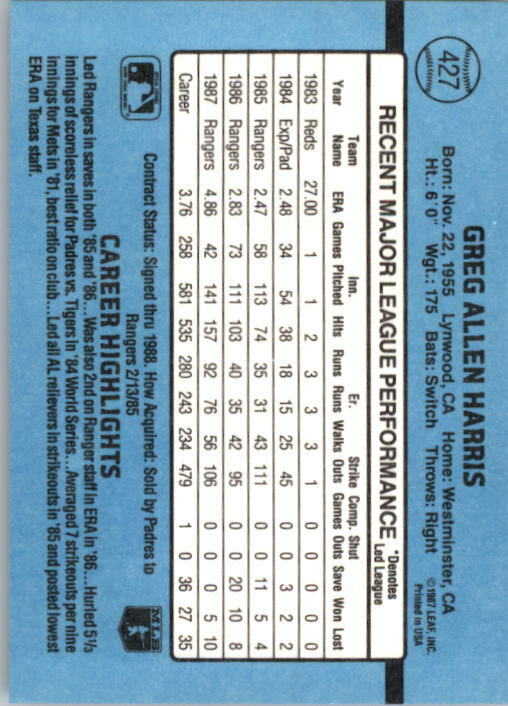 427
GREG ALLEN HARRIS
Born: Nov. 22, 1955 Lynwood, CA Home: Westminster, CA
Ht.: 6'0" Wgt.: 175 Bats: Switch Throws: Right
©1987 LEAF, INC.
Printed in USA
RECENT MAJOR LEAGUE PERFORMANCE *Denotes Led League
Year Team Name ERA Games Inn. Pitched Hits Runs Er. Runs Walks Strike Outs Comp. Games Shut Outs Save Won Lost
1983 Reds 27.00 1 1 2 3 3 3 1 0 0 0 0 0
1984 Exp/Pad 2.48 34 54 38 18 15 25 45 0 0 3 2 2
1985 Rangers 2.47 58 113 74 35 31 43 111 0 0 11 5 4
1986 Rangers 2.83 73 111 103 40 35 42 95 0 0 20 10 8
1987 Rangers 4.86 42 141 157 92 76 56 106 0 0 0 5 10
Career 3.76 258 581 535 280 243 234 479 1 0 36 27 35
Contract Status: Signed thru 1988. How Acquired: Sold by Padres to
Rangers 2/13/85
MLB
CAREER HIGHLIGHTS
Led Rangers in saves in both '85 and '86...Was also 2nd on Ranger staff in ERA in '86...Hurled 5 1/3
innings of scoreless relief for Padres vs. Tigers in '84 World Series...Averaged 7 strikeouts per nine
innings for Mets in '81, best ratio on club...Led all AL relievers in strikeouts in '85 and posted lowest
ERA on Texas staff.